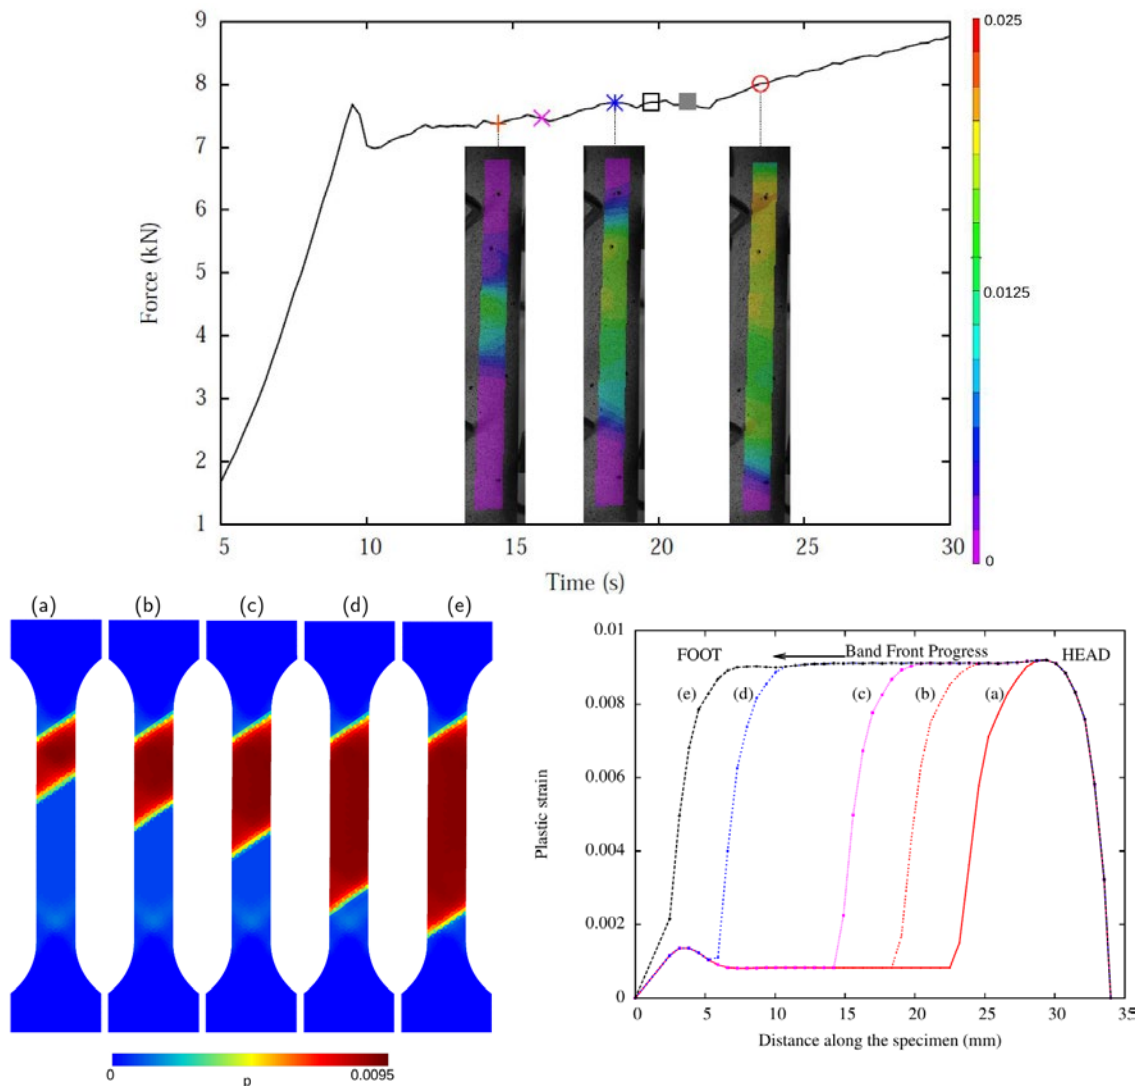 9
8
7
6
5
4
3
2
1
Force (kN)
5
10
15
20
25
30
Time (s)
0.025
0.0125
0
(a)
(b)
(c)
(d)
(e)
0
p
0.0095
0.01
0.008
0.006
0.004
0.002
0
Plastic strain
FOOT
Band Front Progress
HEAD
(e)
(d)
(c)
(b)
(a)
0
5
10
15
20
25
30
35
Distance along the specimen (mm)